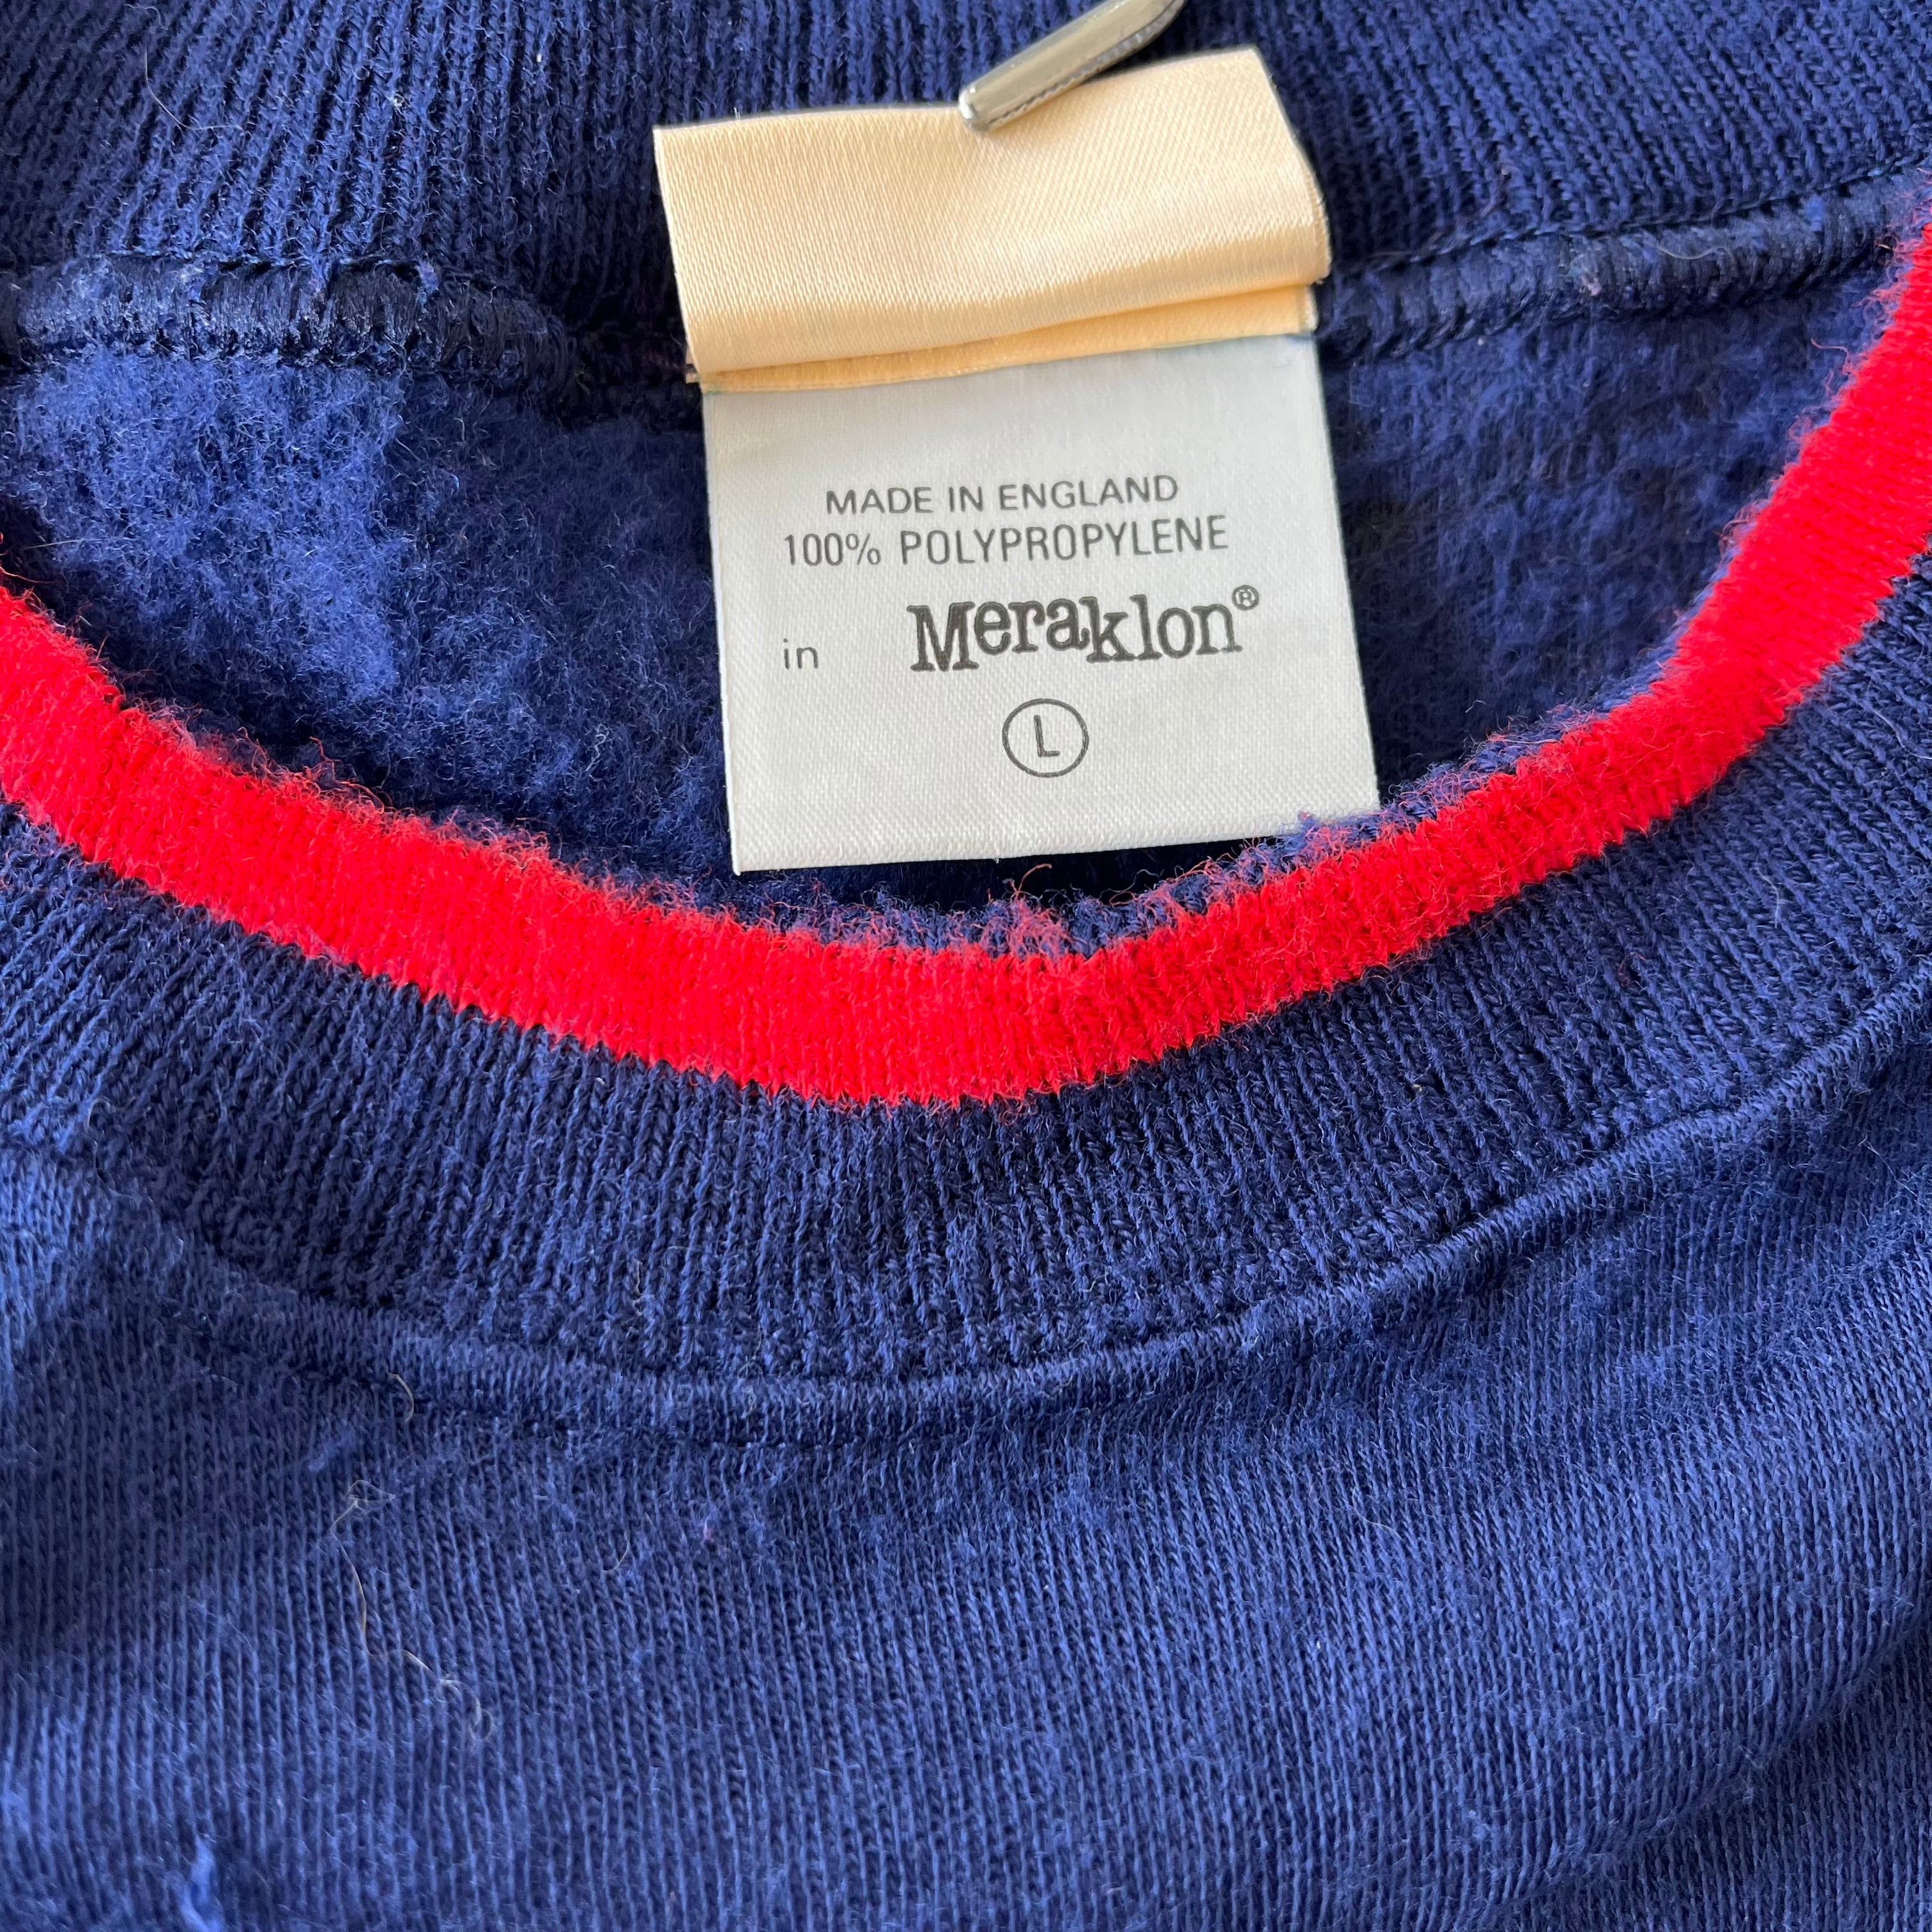 MADE IN ENGLAND
100% POLYPROPYLENE
in Meraklon®
L